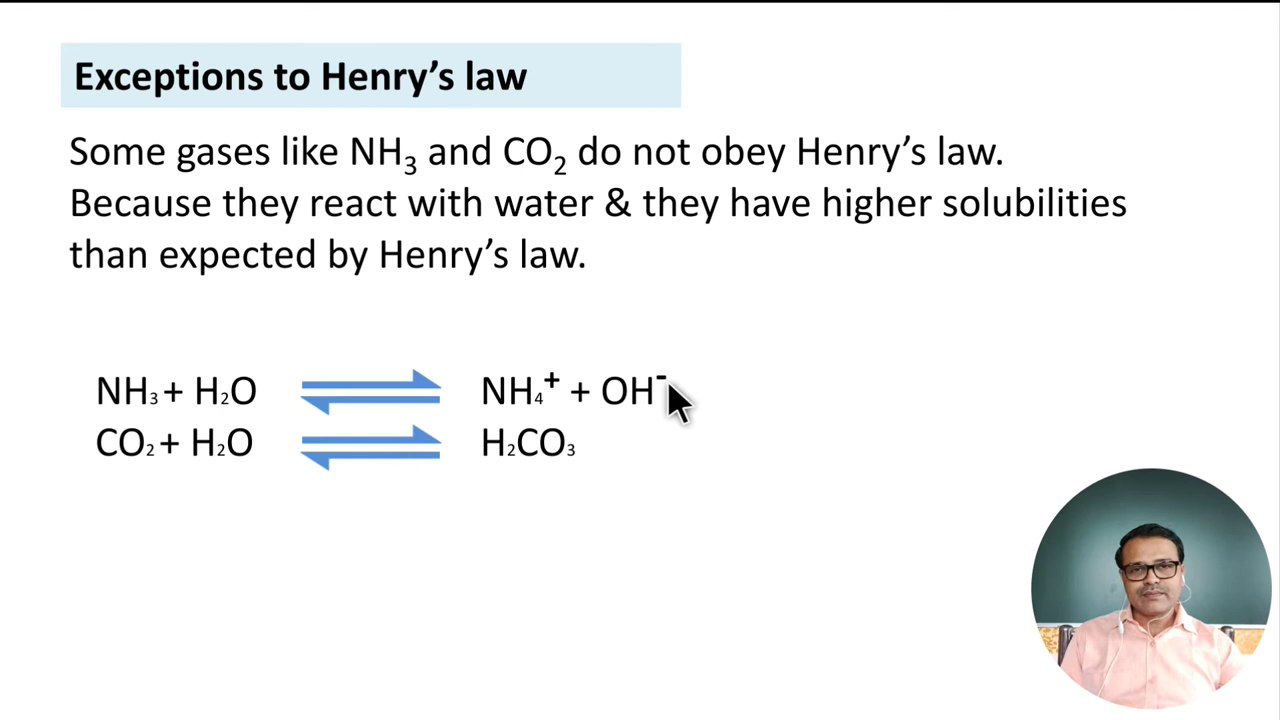 Exceptions to Henry’s law
Some gases like NH₃ and CO₂ do not obey Henry’s law.
Because they react with water & they have higher solubilities
than expected by Henry’s law.
NH₃ + H₂O ⇌ NH₄⁺ + OH⁻
CO₂ + H₂O ⇌ H₂CO₃